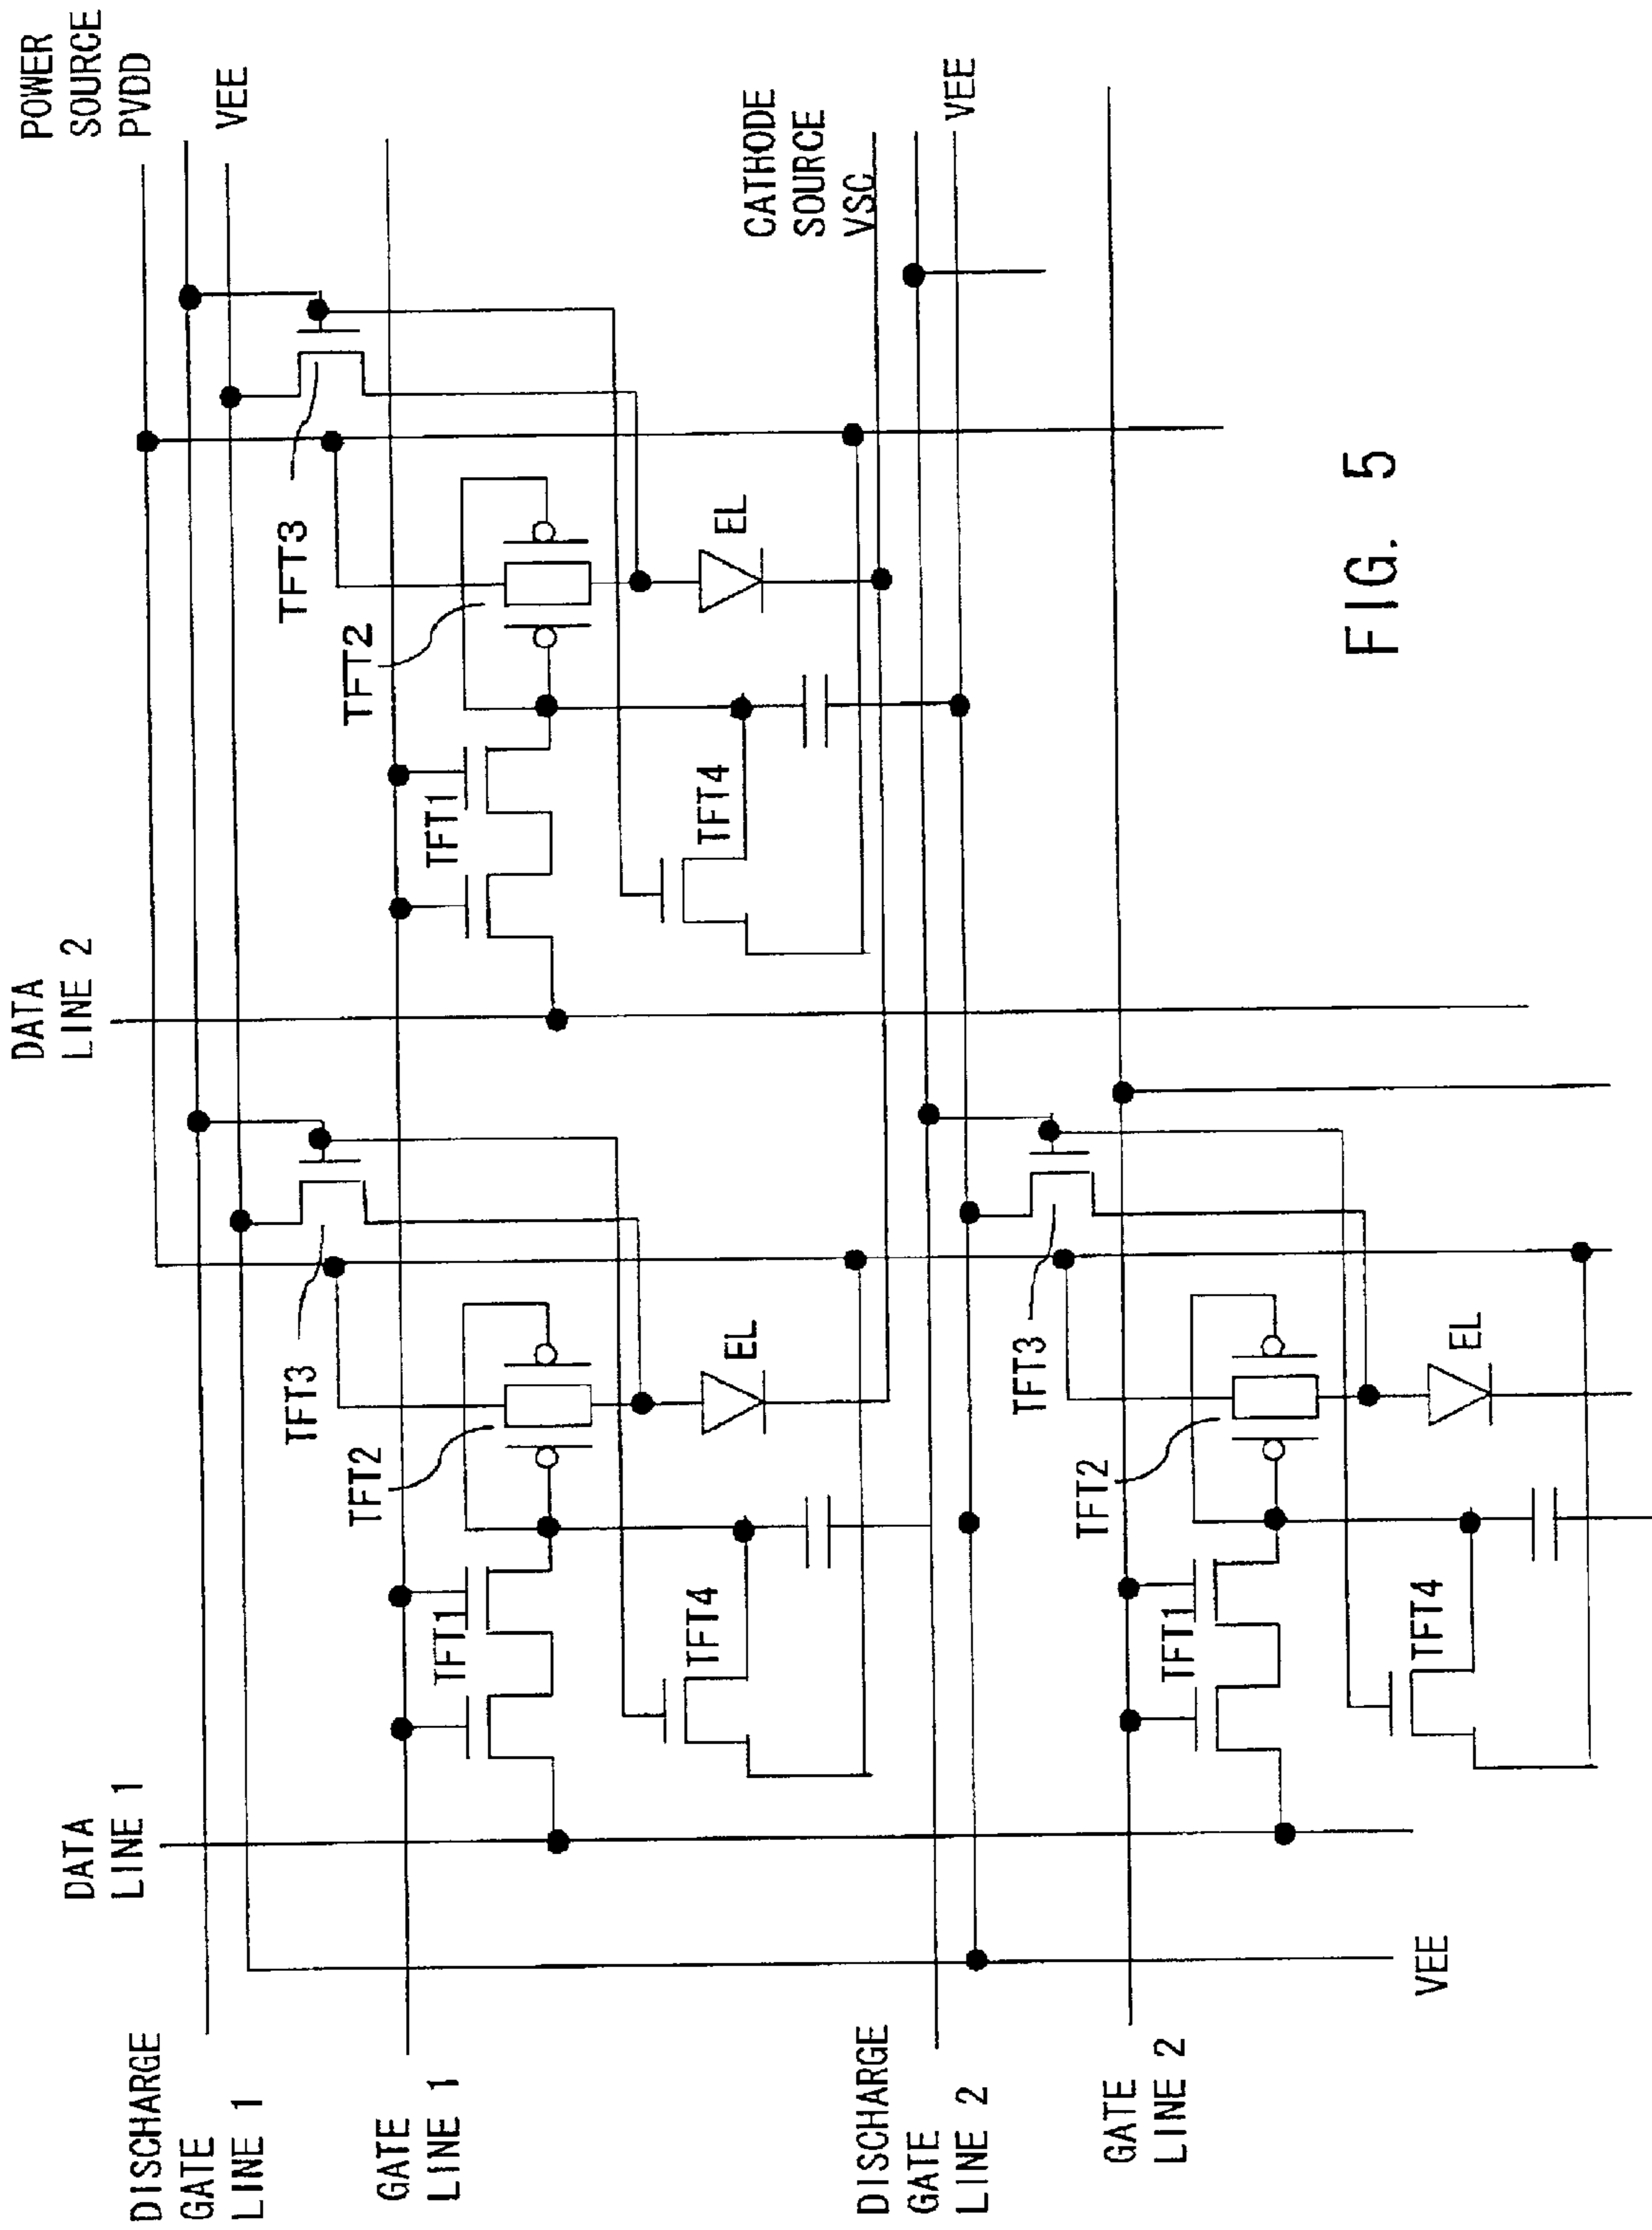 POWER
SOURCE
PVDD
VEE
DATA
LINE 2
DATA
LINE 1
DISCHARGE
GATE
LINE 1
TFT3
TFT3
TFT2
TFT2
GATE
LINE 1
TFT1
TFT1
TFT4
TFT4
EL
EL
CATHODE
SOURCE
VSC
VEE
DISCHARGE
GATE
LINE 2
TFT3
TFT2
GATE
LINE 2
TFT1
TFT4
EL
VEE
FIG. 5